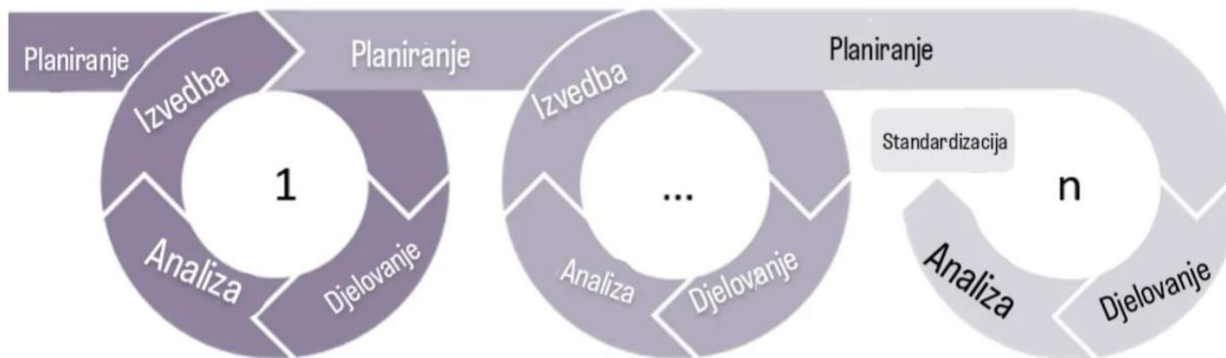 Planiranje
Izvedba
1
Djelovanje
Analiza
Planiranje
Izvedba
...
Djelovanje
Analiza
Planiranje
Standardizacija
n
Djelovanje
Analiza